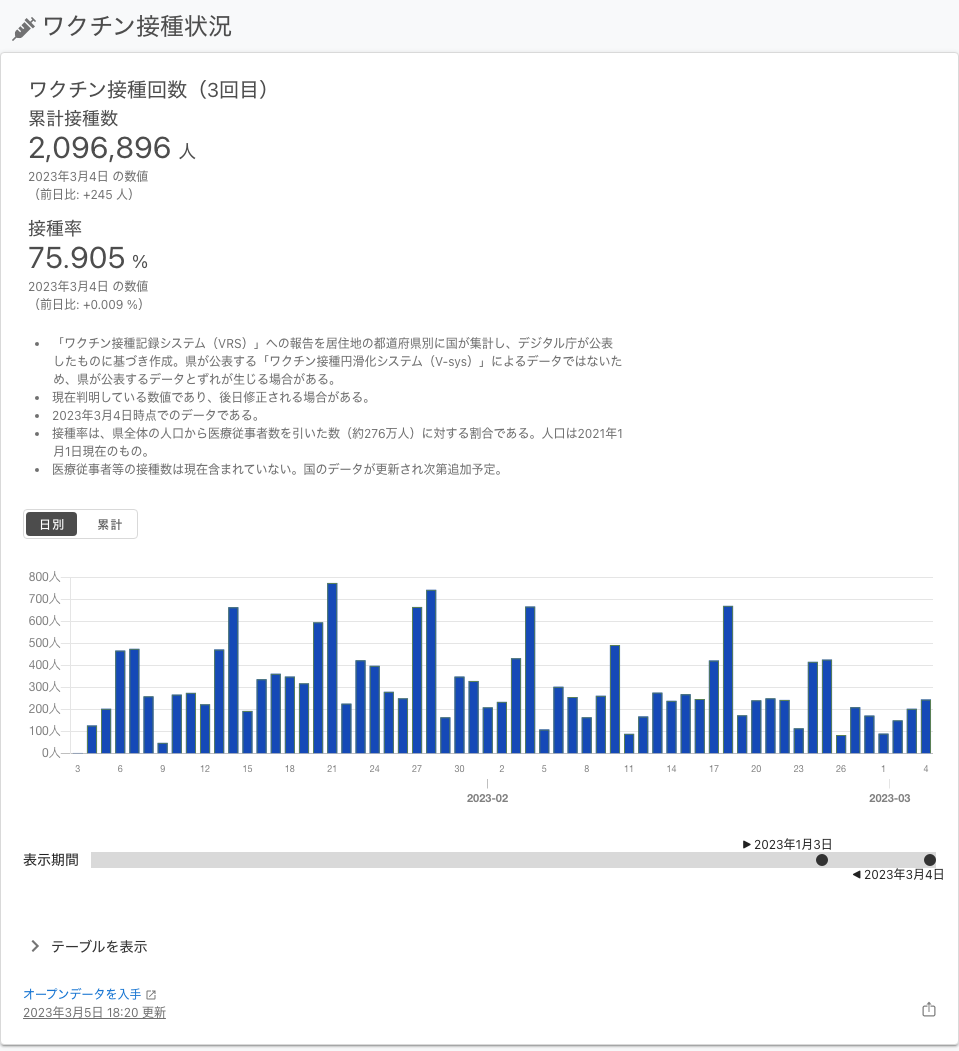 ワクチン接種状況
ワクチン接種回数（3回目）
累計接種数
2,096,896 人
2023年3月4日 の数値
（前日比: +245 人）
接種率
75.905 %
2023年3月4日 の数値
（前日比: +0.009 %）
• 「ワクチン接種記録システム（VRS）」への報告を居住地の都道府県別に国が集計し、デジタル庁が公表
したものに基づき作成。県が公表する「ワクチン接種円滑化システム（V-sys）」によるデータではないた
め、県が公表するデータとずれが生じる場合がある。
• 現在判明している数値であり、後日修正される場合がある。
• 2023年3月4日時点でのデータである。
• 接種率は、県全体の人口から医療従事者数を引いた数（約276万人）に対する割合である。人口は2021年1
月1日現在のもの。
• 医療従事者等の接種数は現在含まれていない。国のデータが更新され次第追加予定。
日別 累計
800人
700人
600人
500人
400人
300人
200人
100人
0人
3 6 9 12 15 18 21 24 27 30 2 5 8 11 14 17 20 23 26 1 4
2023-02 2023-03
▶ 2023年1月3日
表示期間
◀ 2023年3月4日
テーブルを表示
オープンデータを入手
2023年3月5日 18:20 更新